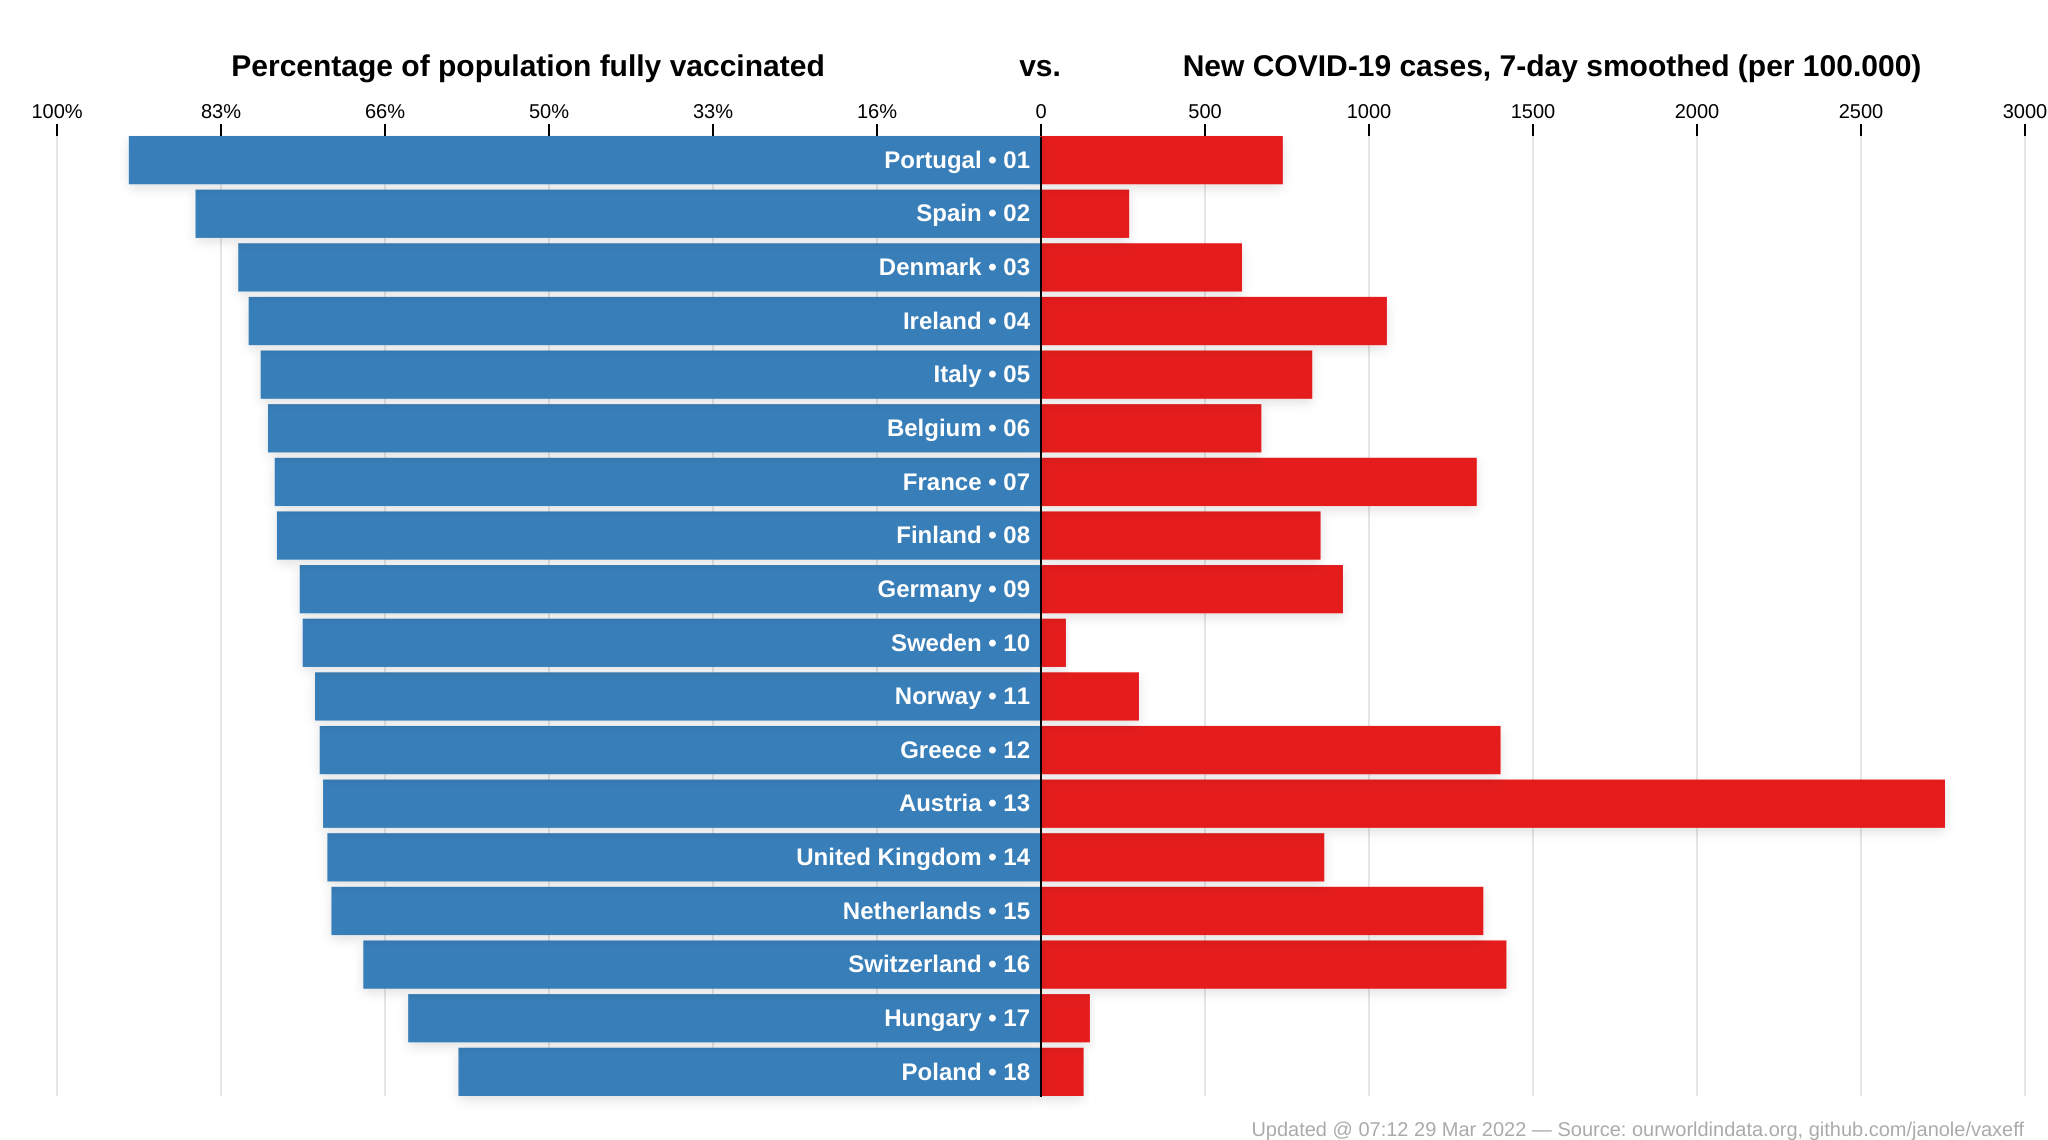 Percentage of population fully vaccinated vs. New COVID-19 cases, 7-day smoothed (per 100.000)
100% 83% 66% 50% 33% 16% 0 500 1000 1500 2000 2500 3000
Portugal • 01
Spain • 02
Denmark • 03
Ireland • 04
Italy • 05
Belgium • 06
France • 07
Finland • 08
Germany • 09
Sweden • 10
Norway • 11
Greece • 12
Austria • 13
United Kingdom • 14
Netherlands • 15
Switzerland • 16
Hungary • 17
Poland • 18
Updated @ 07:12 29 Mar 2022 — Source: ourworldindata.org, github.com/janole/vaxeff